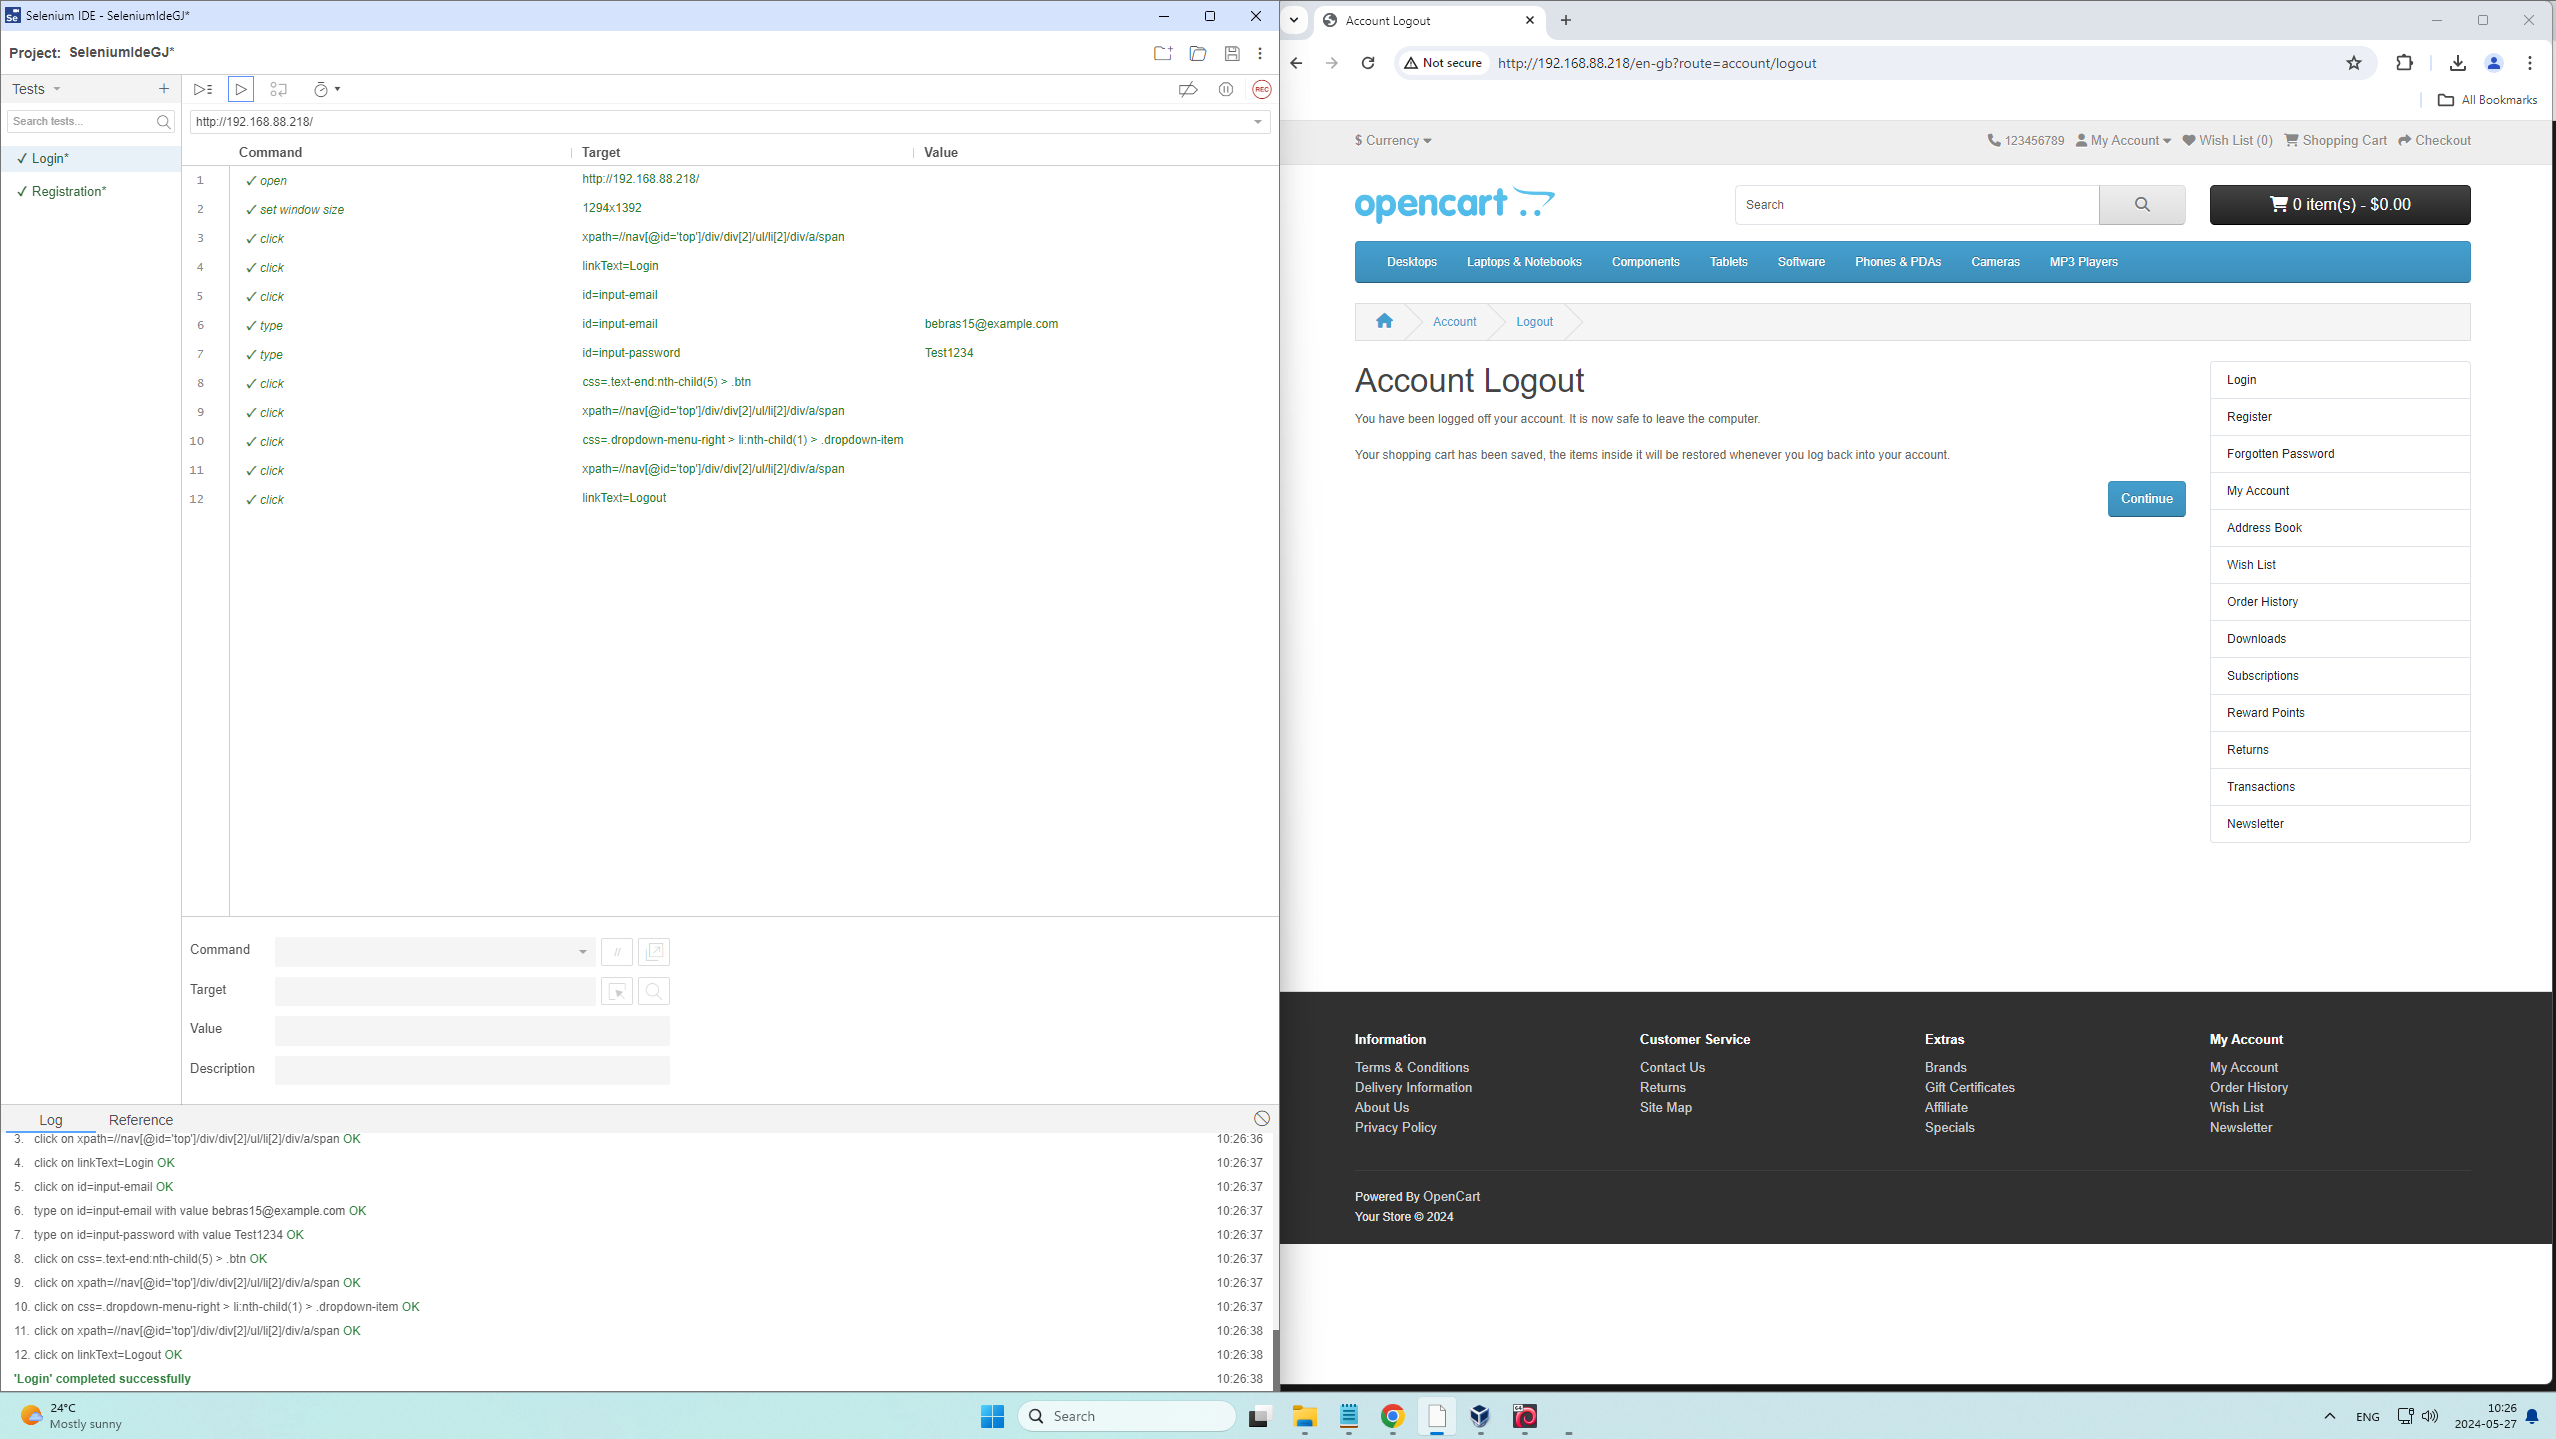 Selenium IDE - SeleniumIdeGJ*
Project: SeleniumIdeGJ*
Tests
Search tests...
Login*
Registration*
REC
http://192.168.88.218/
Command Target Value
1 open http://192.168.88.218/
2 set window size 1294x1392
3 click xpath=//nav[@id='top']/div/div[2]/ul/li[2]/div/a/span
4 click linkText=Login
5 click id=input-email
6 type id=input-email bebras15@example.com
7 type id=input-password Test1234
8 click css=.text-end:nth-child(5) > .btn
9 click xpath=//nav[@id='top']/div/div[2]/ul/li[2]/div/a/span
10 click css=.dropdown-menu-right > li:nth-child(1) > .dropdown-item
11 click xpath=//nav[@id='top']/div/div[2]/ul/li[2]/div/a/span
12 click linkText=Logout
Command //
Target
Value
Description
Log Reference
3. click on xpath=//nav[@id='top']/div/div[2]/ul/li[2]/div/a/span OK 10:26:36
4. click on linkText=Login OK 10:26:37
5. click on id=input-email OK 10:26:37
6. type on id=input-email with value bebras15@example.com OK 10:26:37
7. type on id=input-password with value Test1234 OK 10:26:37
8. click on css=.text-end:nth-child(5) > .btn OK 10:26:37
9. click on xpath=//nav[@id='top']/div/div[2]/ul/li[2]/div/a/span OK 10:26:37
10. click on css=.dropdown-menu-right > li:nth-child(1) > .dropdown-item OK 10:26:37
11. click on xpath=//nav[@id='top']/div/div[2]/ul/li[2]/div/a/span OK 10:26:38
12. click on linkText=Logout OK 10:26:38
'Login' completed successfully 10:26:38
Account Logout
Not secure http://192.168.88.218/en-gb?route=account/logout
All Bookmarks
$ Currency 123456789 My Account Wish List (0) Shopping Cart Checkout
opencart Search 0 item(s) - $0.00
Desktops Laptops & Notebooks Components Tablets Software Phones & PDAs Cameras MP3 Players
Account Logout
Account Logout
You have been logged off your account. It is now safe to leave the computer.
Your shopping cart has been saved, the items inside it will be restored whenever you log back into your account.
Continue
Login
Register
Forgotten Password
My Account
Address Book
Wish List
Order History
Downloads
Subscriptions
Reward Points
Returns
Transactions
Newsletter
Information
Terms & Conditions
Delivery Information
About Us
Privacy Policy
Customer Service
Contact Us
Returns
Site Map
Extras
Brands
Gift Certificates
Affiliate
Specials
My Account
My Account
Order History
Wish List
Newsletter
Powered By OpenCart
Your Store © 2024
24°C
Mostly sunny
Search
64
ENG
10:26
2024-05-27